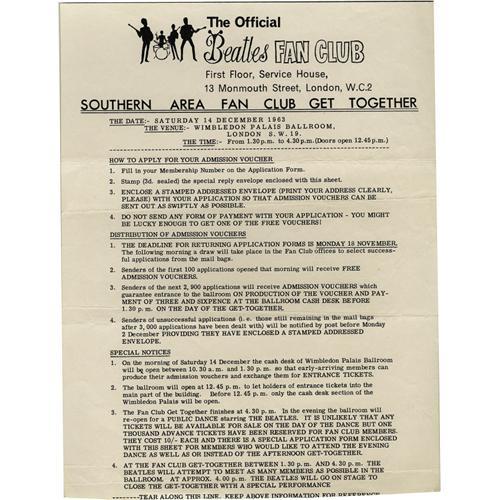 The Official
Beatles FAN CLUB
First Floor, Service House,
13 Monmouth Street, London, W.C.2
SOUTHERN AREA FAN CLUB GET TOGETHER
THE DATE:- SATURDAY 14 DECEMBER 1963
THE VENUE:- WIMBLEDON PALAIS BALLROOM,
LONDON S.W.19.
THE TIME:- From 1.30 p.m. to 4.30 p.m. (Doors open 12.45 p.m.)
HOW TO APPLY FOR YOUR ADMISSION VOUCHER
1. Fill in your Membership Number on the Application Form.
2. Stamp (3d. sealed) the special reply envelope enclosed with this sheet.
3. ENCLOSE A STAMPED ADDRESSED ENVELOPE (PRINT YOUR ADDRESS CLEARLY,
PLEASE) WITH YOUR APPLICATION SO THAT ADMISSION VOUCHERS CAN BE
SENT OUT AS SWIFTLY AS POSSIBLE.
4. DO NOT SEND ANY FORM OF PAYMENT WITH YOUR APPLICATION - YOU MIGHT
BE LUCKY ENOUGH TO GET ONE OF THE FREE VOUCHERS!
DISTRIBUTION OF ADMISSION VOUCHERS
1. THE DEADLINE FOR RETURNING APPLICATION FORMS IS MONDAY 18 NOVEMBER.
The following morning a draw will take place in the Fan Club offices to select success-
ful applications from the mail bags.
2. Senders of the first 100 applications opened that morning will receive FREE
ADMISSION VOUCHERS.
3. Senders of the next 2,900 applications will receive ADMISSION VOUCHERS which
guarantee entrance to the ballroom ON PRODUCTION OF THE VOUCHER AND PAY-
MENT OF THREE AND SIXPENCE AT THE BALLROOM CASH DESK BEFORE
1.30 p.m. ON THE DAY OF THE GET-TOGETHER.
4. Senders of unsuccessful applications (i.e. those still remaining in the mail bags
after 3,000 applications have been dealt with) will be notified by post before Monday
2 December PROVIDING THEY HAVE ENCLOSED A STAMPED ADDRESSED
ENVELOPE.
SPECIAL NOTICES
1. On the morning of Saturday 14 December the cash desk of Wimbledon Palais Ballroom
will be open between 10.30 a.m. and 1.30 p.m. so that early-arriving members can
produce their admission vouchers and exchange them for ENTRANCE TICKETS.
2. The ballroom will open at 12.45 p.m. to let holders of entrance tickets into the
main part of the building. Before 12.45 p.m. only the cash desk section of the
Wimbledon Palais will be open.
3. The Fan Club Get Together finishes at 4.30 p.m. In the evening the ballroom will
re-open for a PUBLIC DANCE starring THE BEATLES. IT IS UNLIKELY THAT ANY
TICKETS WILL BE AVAILABLE FOR SALE ON THE DAY OF THE DANCE BUT ONE
THOUSAND ADVANCE TICKETS HAVE BEEN RESERVED FOR FAN CLUB MEMBERS.
THEY COST 10/- EACH AND THERE IS A SPECIAL APPLICATION FORM ENCLOSED
WITH THIS SHEET FOR MEMBERS WHO WOULD LIKE TO ATTEND THE EVENING
DANCE AS WELL AS OR INSTEAD OF THE AFTERNOON GET-TOGETHER.
4. AT THE FAN CLUB GET TOGETHER BETWEEN 1.30 p.m. AND 4.30 p.m. THE
BEATLES WILL ATTEMPT TO MEET AS MANY MEMBERS AS POSSIBLE IN THE
BALLROOM. AT APPROX. 4.00 p.m. THE BEATLES WILL GO ON STAGE TO
CLOSE THE GET-TOGETHER WITH A SPECIAL PERFORMANCE
TEAR ALONG THIS LINE. KEEP ABOVE INFORMATION FOR REFERENCE